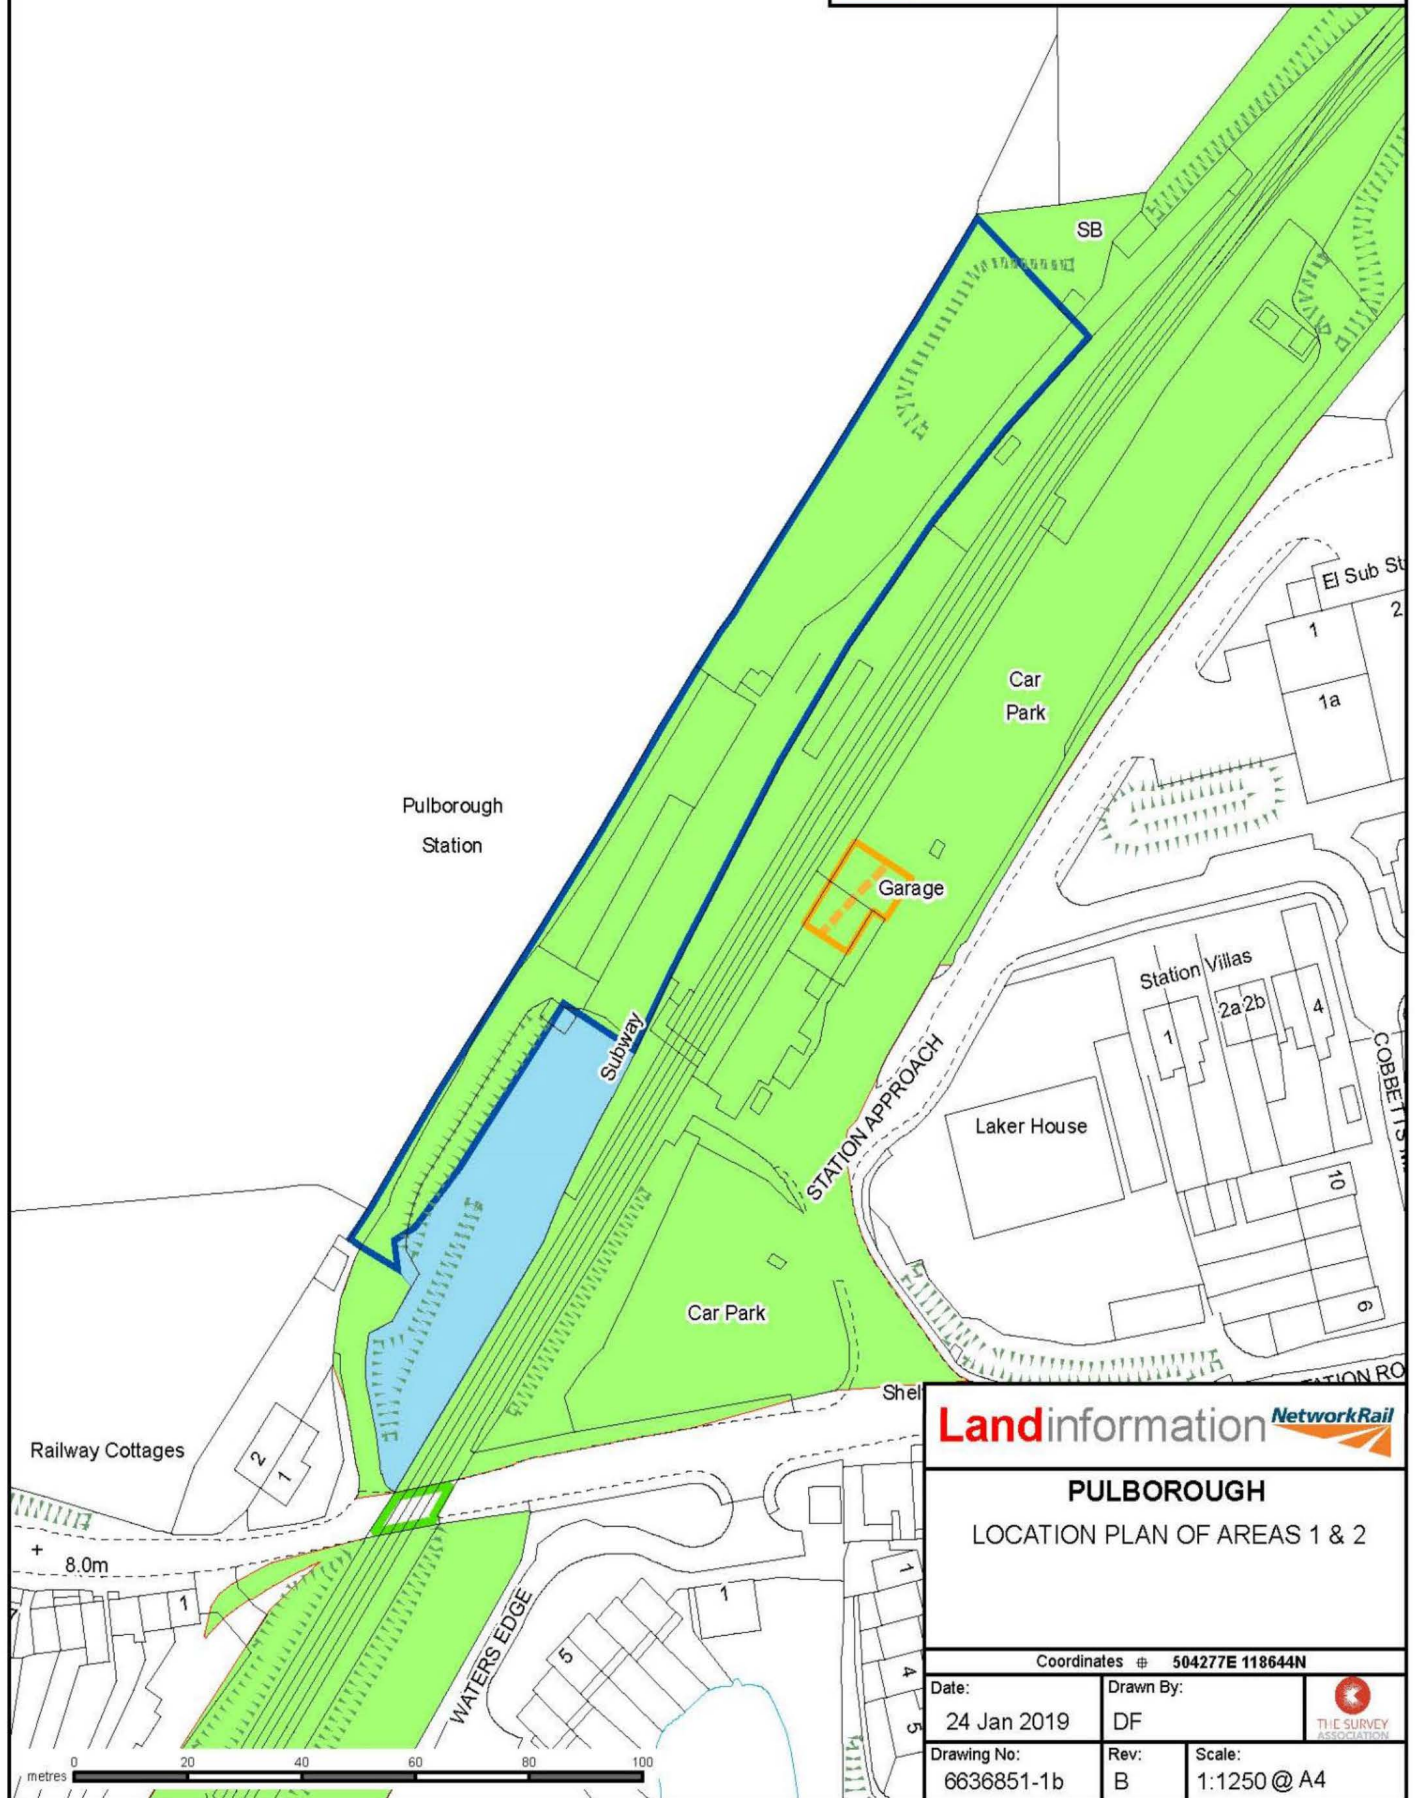 SB
El Sub St
1
2
1a
Car
Park
Pulborough
Station
Garage
Station Villas
2a 2b
1
4
Subway
STATION APPROACH
COBBETTS
Laker House
10
6
Car Park
Shel
TATION RO
Railway Cottages
2
1
8.0m
1
WATERS EDGE
5
1
1
4
5
Landinformation NetworkRail
PULBOROUGH
LOCATION PLAN OF AREAS 1 & 2
Coordinates 504277E 118644N
Date: Drawn By:
24 Jan 2019 DF
THE SURVEY
ASSOCIATION
Drawing No: Rev: Scale:
6636851-1b B 1:1250 @ A4
metres 0 20 40 60 80 100